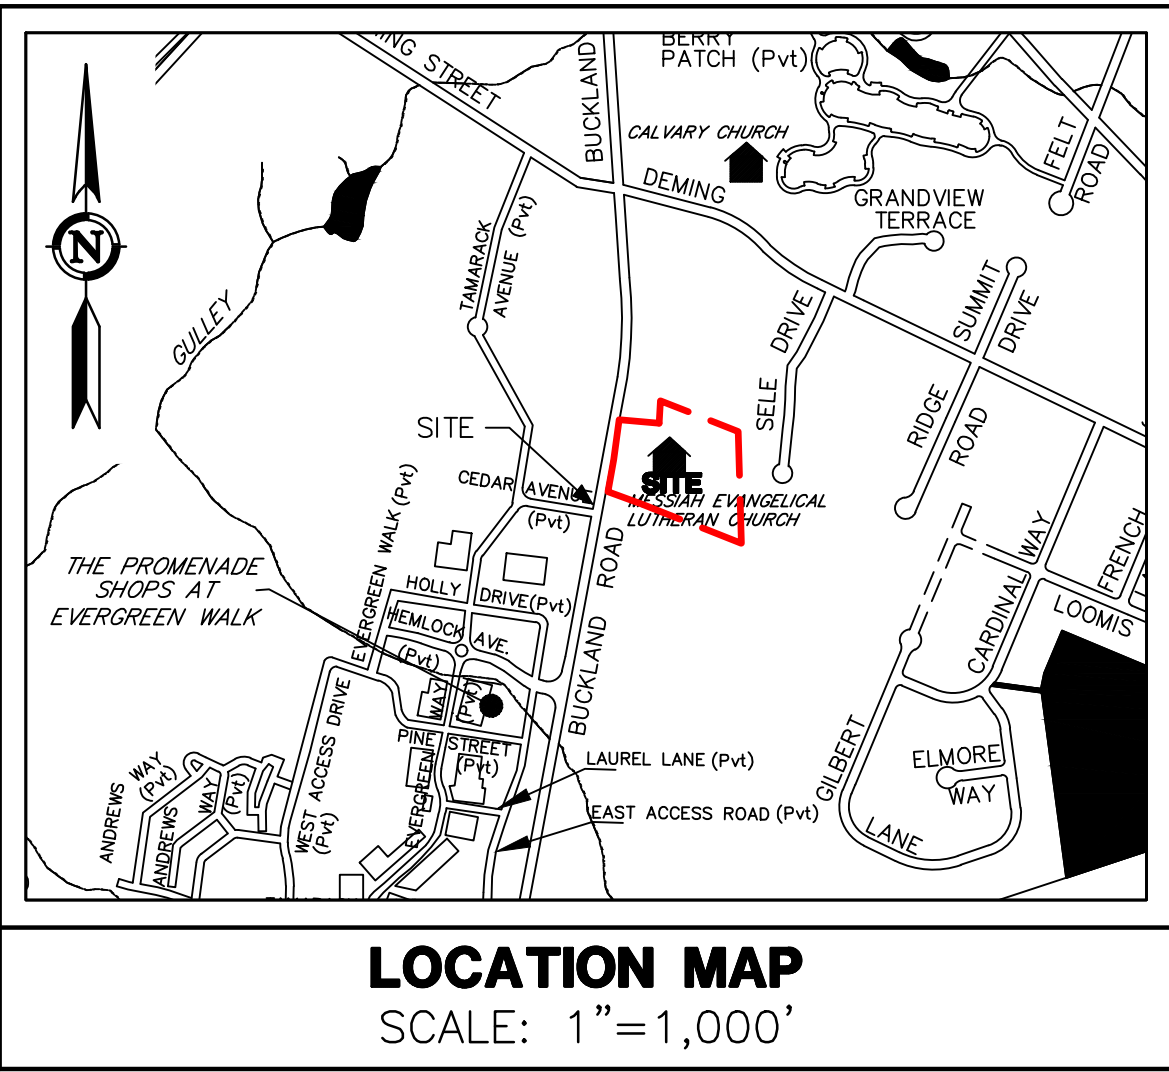 BERRY
PATCH (Pvt)
MING STREET
BUCKLAND
CALVARY CHURCH
FELT
ROAD
DEMING
GRANDVIEW
TERRACE
TAMARACK
AVENUE (Pvt)
N
GULLEY
SUMMIT
DRIVE
SELE
DRIVE
RIDGE
ROAD
SITE
SITE
CEDAR AVENUE
(Pvt)
MESSIAH EVANGELICAL
LUTHERAN CHURCH
EVERGREEN WALK (Pvt)
BUCKLAND ROAD
THE PROMENADE
SHOPS AT
EVERGREEN WALK
HOLLY DRIVE(Pvt)
HEMLOCK AVE.
(Pvt)
CARDINAL WAY
FRENCH
LOOMIS
WEST ACCESS DRIVE
(Pvt)
EVERGREEN WAY
(Pvt)
PINE STREET
(Pvt)
LAUREL LANE (Pvt)
EAST ACCESS ROAD (Pvt)
ANDREWS WAY
(Pvt)
ANDREWS WAY
(Pvt)
GILBERT
LANE
ELMORE
WAY
LOCATION MAP
SCALE: 1"=1,000'